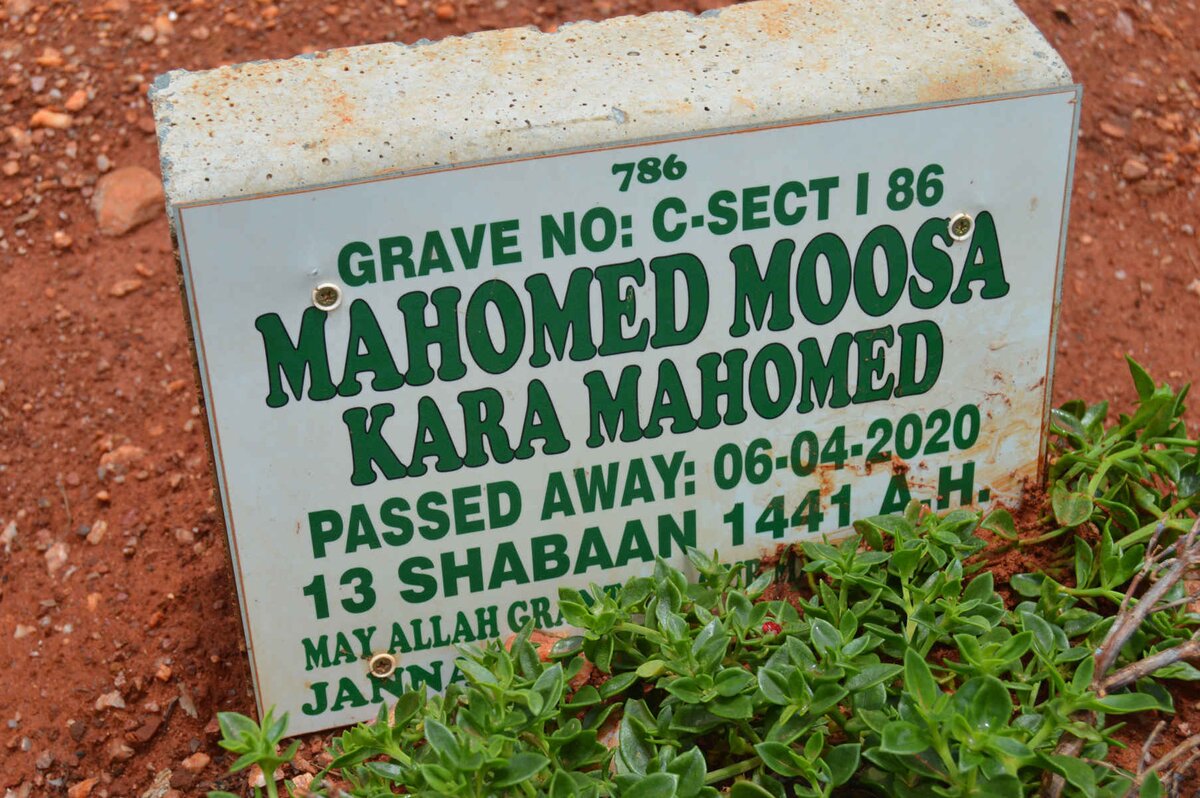 786
GRAVE NO: C-SECT I 86
MAHOMED MOOSA
KARA MAHOMED
PASSED AWAY: 06-04-2020
13 SHABAAN 1441 A.H.
MAY ALLAH GRANT